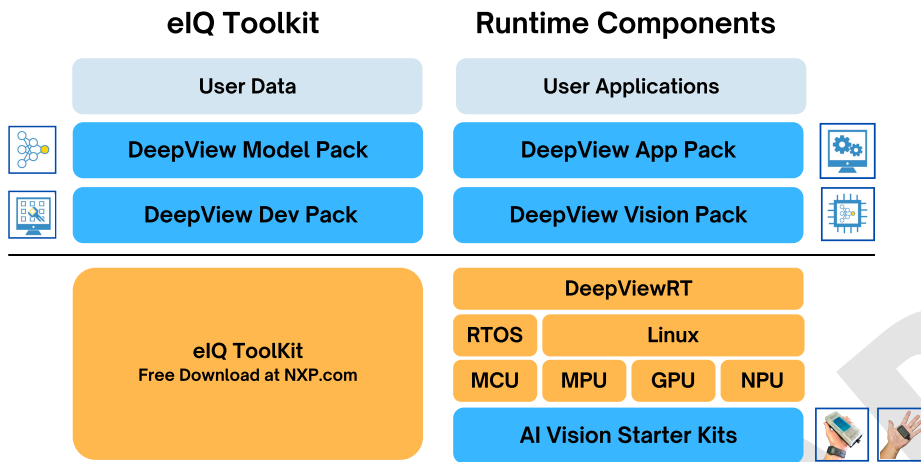 eIQ Toolkit
Runtime Components
User Data
User Applications
DeepView Model Pack
DeepView App Pack
DeepView Dev Pack
DeepView Vision Pack
eIQ ToolKit
Free Download at NXP.com
DeepViewRT
RTOS
Linux
MCU
MPU
GPU
NPU
AI Vision Starter Kits